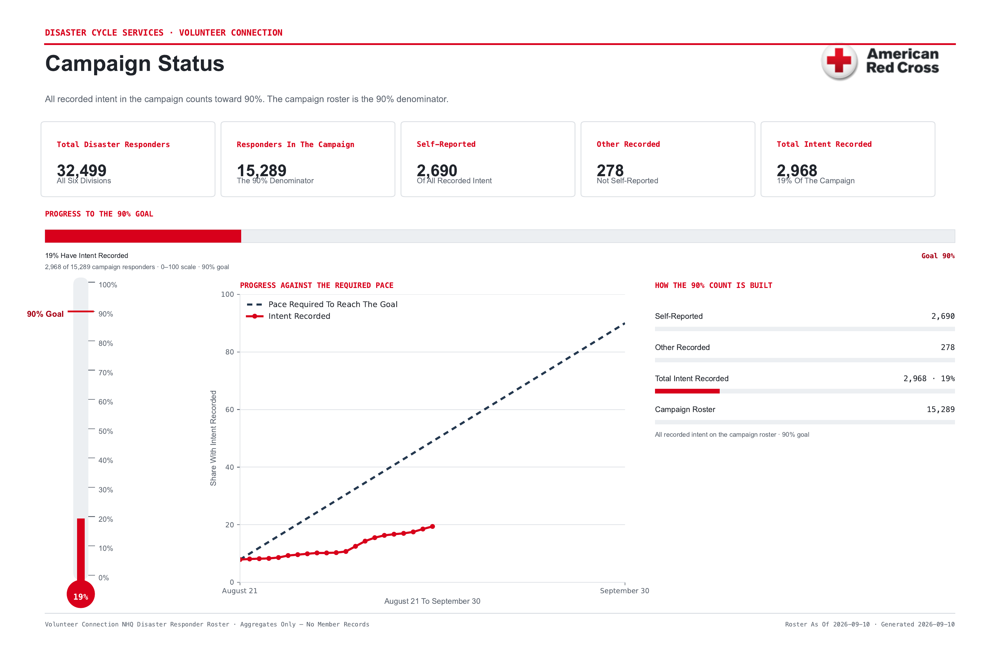 DISASTER CYCLE SERVICES · VOLUNTEER CONNECTION
Campaign Status
American
Red Cross
All recorded intent in the campaign counts toward 90%. The campaign roster is the 90% denominator.
Total Disaster Responders
32,499
All Six Divisions
Responders In The Campaign
15,289
The 90% Denominator
Self-Reported
2,690
Of All Recorded Intent
Other Recorded
278
Not Self-Reported
Total Intent Recorded
2,968
19% Of The Campaign
PROGRESS TO THE 90% GOAL
19% Have Intent Recorded
Goal 90%
2,968 of 15,289 campaign responders · 0–100 scale · 90% goal
100%
90% Goal
90%
80%
70%
60%
50%
40%
30%
20%
10%
0%
19%
PROGRESS AGAINST THE REQUIRED PACE
Pace Required To Reach The Goal
Intent Recorded
Share With Intent Recorded
100
80
60
40
20
0
August 21
September 30
August 21 To September 30
HOW THE 90% COUNT IS BUILT
Self-Reported
2,690
Other Recorded
278
Total Intent Recorded
2,968 · 19%
Campaign Roster
15,289
All recorded intent on the campaign roster · 90% goal
Volunteer Connection NHQ Disaster Responder Roster · Aggregates Only — No Member Records
Roster As Of 2026-09-10 · Generated 2026-09-10